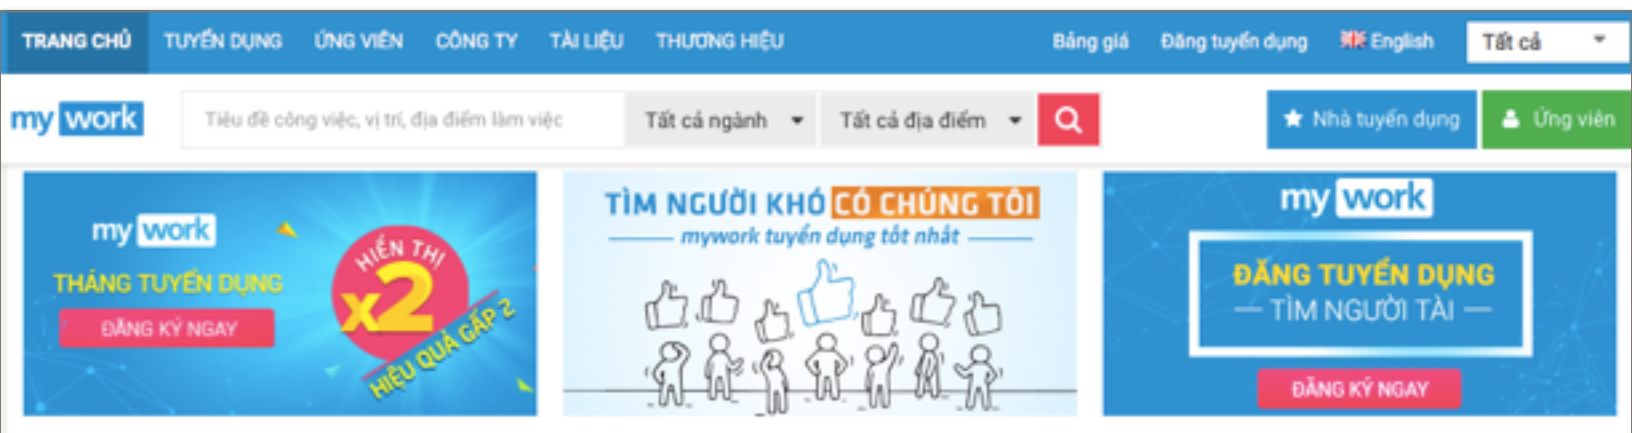 TRANG CHỦ TUYỂN DỤNG ỨNG VIÊN CÔNG TY TÀI LIỆU THƯƠNG HIỆU Bảng giá Đăng tuyển dụng English Tất cả
my work Tiêu đề công việc, vị trí, địa điểm làm việc Tất cả ngành Tất cả địa điểm Nhà tuyển dụng Ứng viên
my work
THÁNG TUYỂN DỤNG
ĐĂNG KÝ NGAY
HIỂN THỊ
x2
HIỆU QUẢ GẤP 2
TÌM NGƯỜI KHÓ CÓ CHÚNG TÔI
mywork tuyển dụng tốt nhất
my work
ĐĂNG TUYỂN DỤNG
TÌM NGƯỜI TÀI
ĐĂNG KÝ NGAY